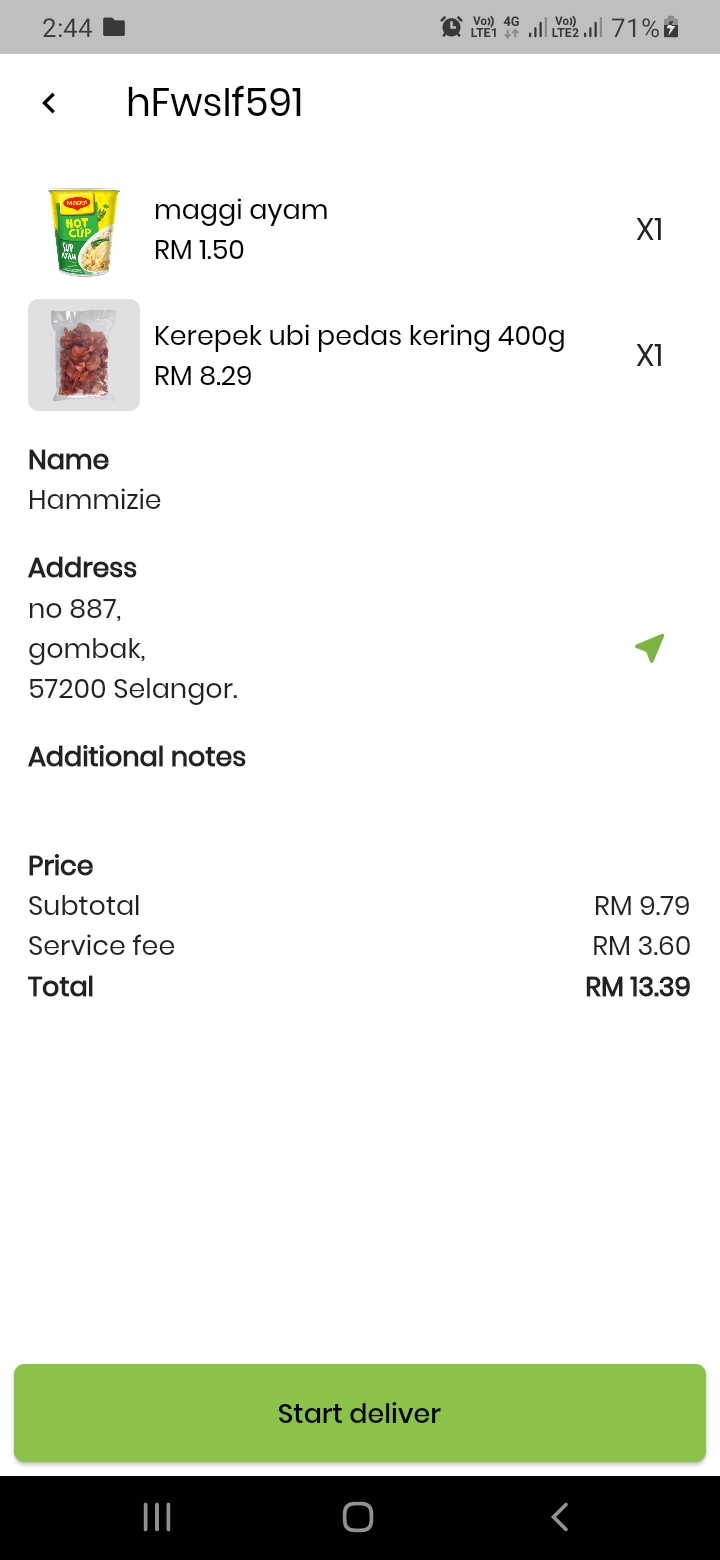 2:44
Vo)) LTE1 4G Vo)) LTE2 71%
hFwsIf591
MAGGI
HOT
CUP
SUP
AYAM
maggi ayam
RM 1.50
X1
Kerepek ubi pedas kering 400g
RM 8.29
X1
Name
Hammizie
Address
no 887,
gombak,
57200 Selangor.
Additional notes
Price
Subtotal RM 9.79
Service fee RM 3.60
Total RM 13.39
Start deliver